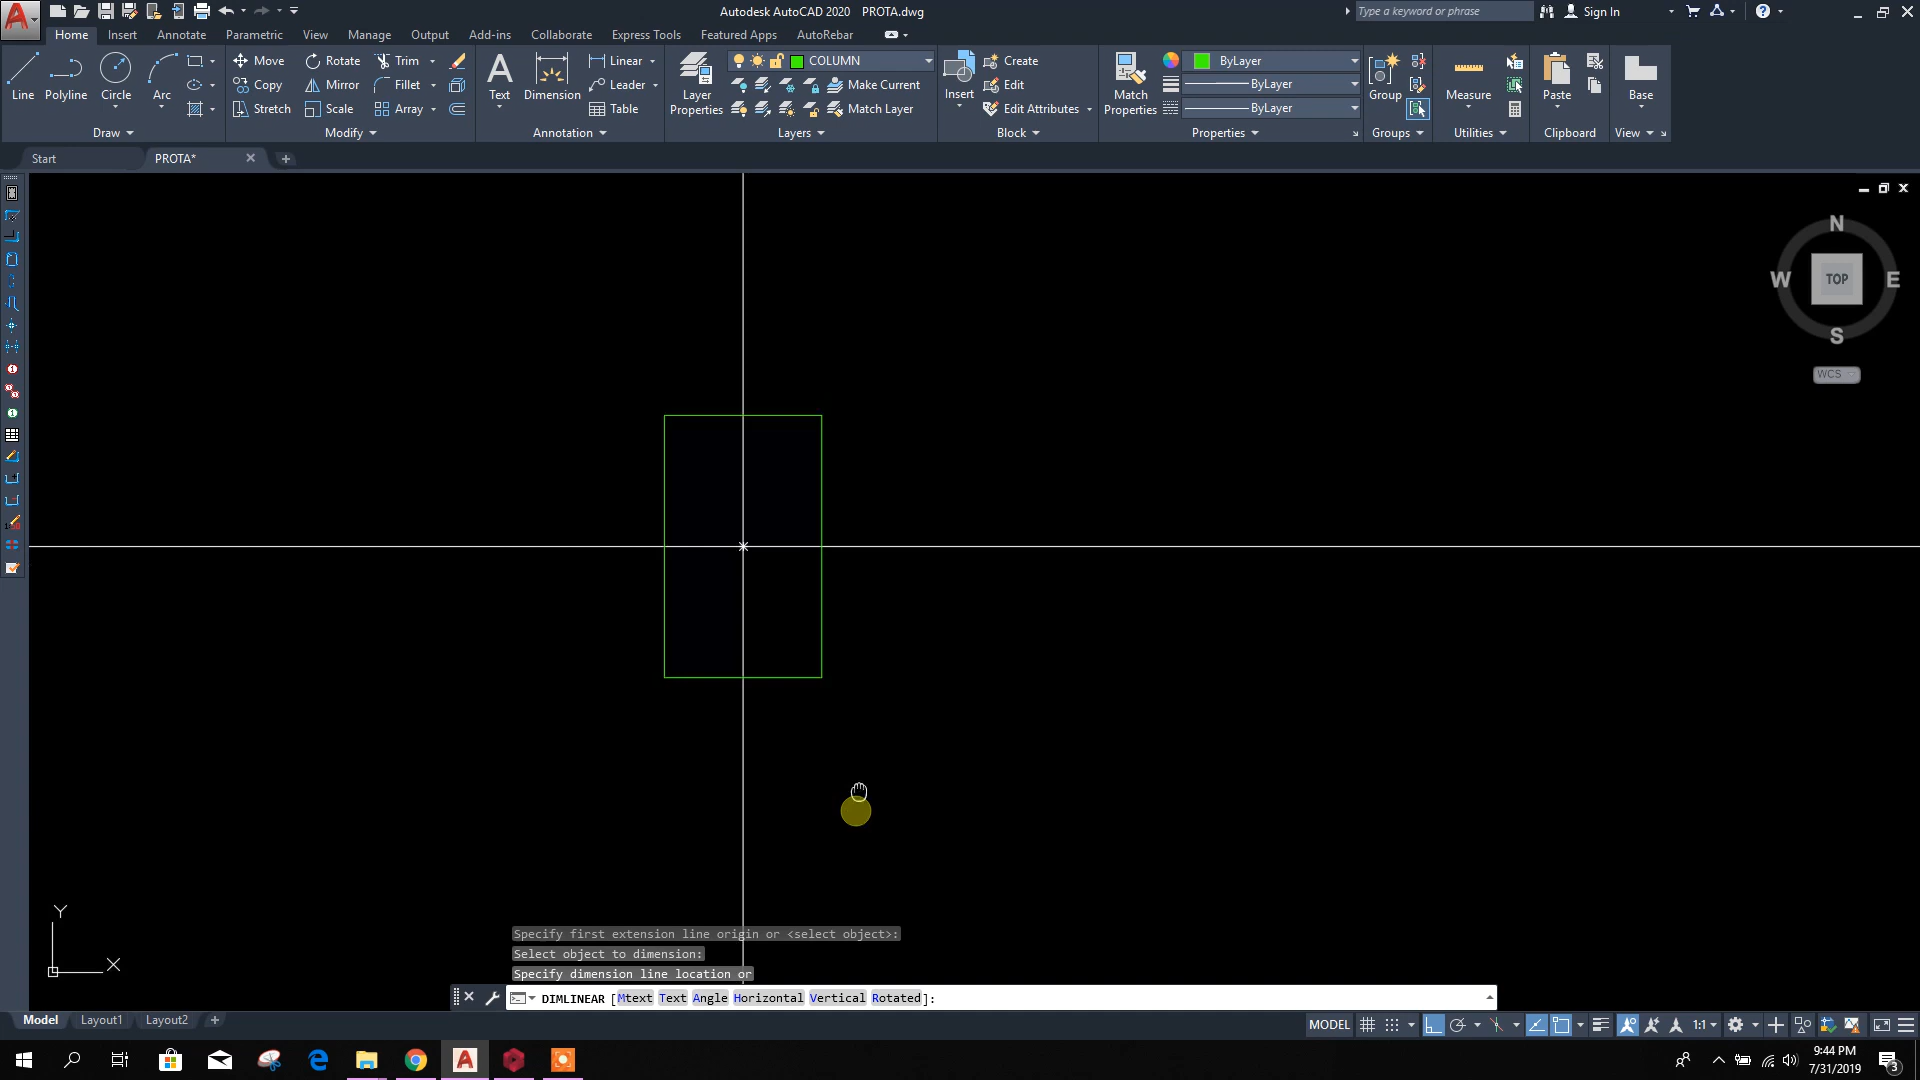 Autodesk AutoCAD 2020 PROTA.dwg
Type a keyword or phrase
Sign In
Home Insert Annotate Parametric View Manage Output Add-ins Collaborate Express Tools Featured Apps AutoRebar
Line Polyline Circle Arc
Move Rotate Trim
Copy Mirror Fillet
Stretch Scale Array
Text Dimension
Linear
Leader
Table
Layer Properties
COLUMN
Make Current
Match Layer
Insert
Create
Edit
Edit Attributes
Match Properties
ByLayer
ByLayer
ByLayer
Group
Measure
Paste
Base
Draw Modify Annotation Layers Block Properties Groups Utilities Clipboard View
Start PROTA*
N
W TOP E
S
WCS
Y
X
Specify first extension line origin or <select object>:
Select object to dimension:
Specify dimension line location or
DIMLINEAR [Mtext Text Angle Horizontal Vertical Rotated]:
Model Layout1 Layout2
MODEL 1:1
9:44 PM
7/31/2019
3